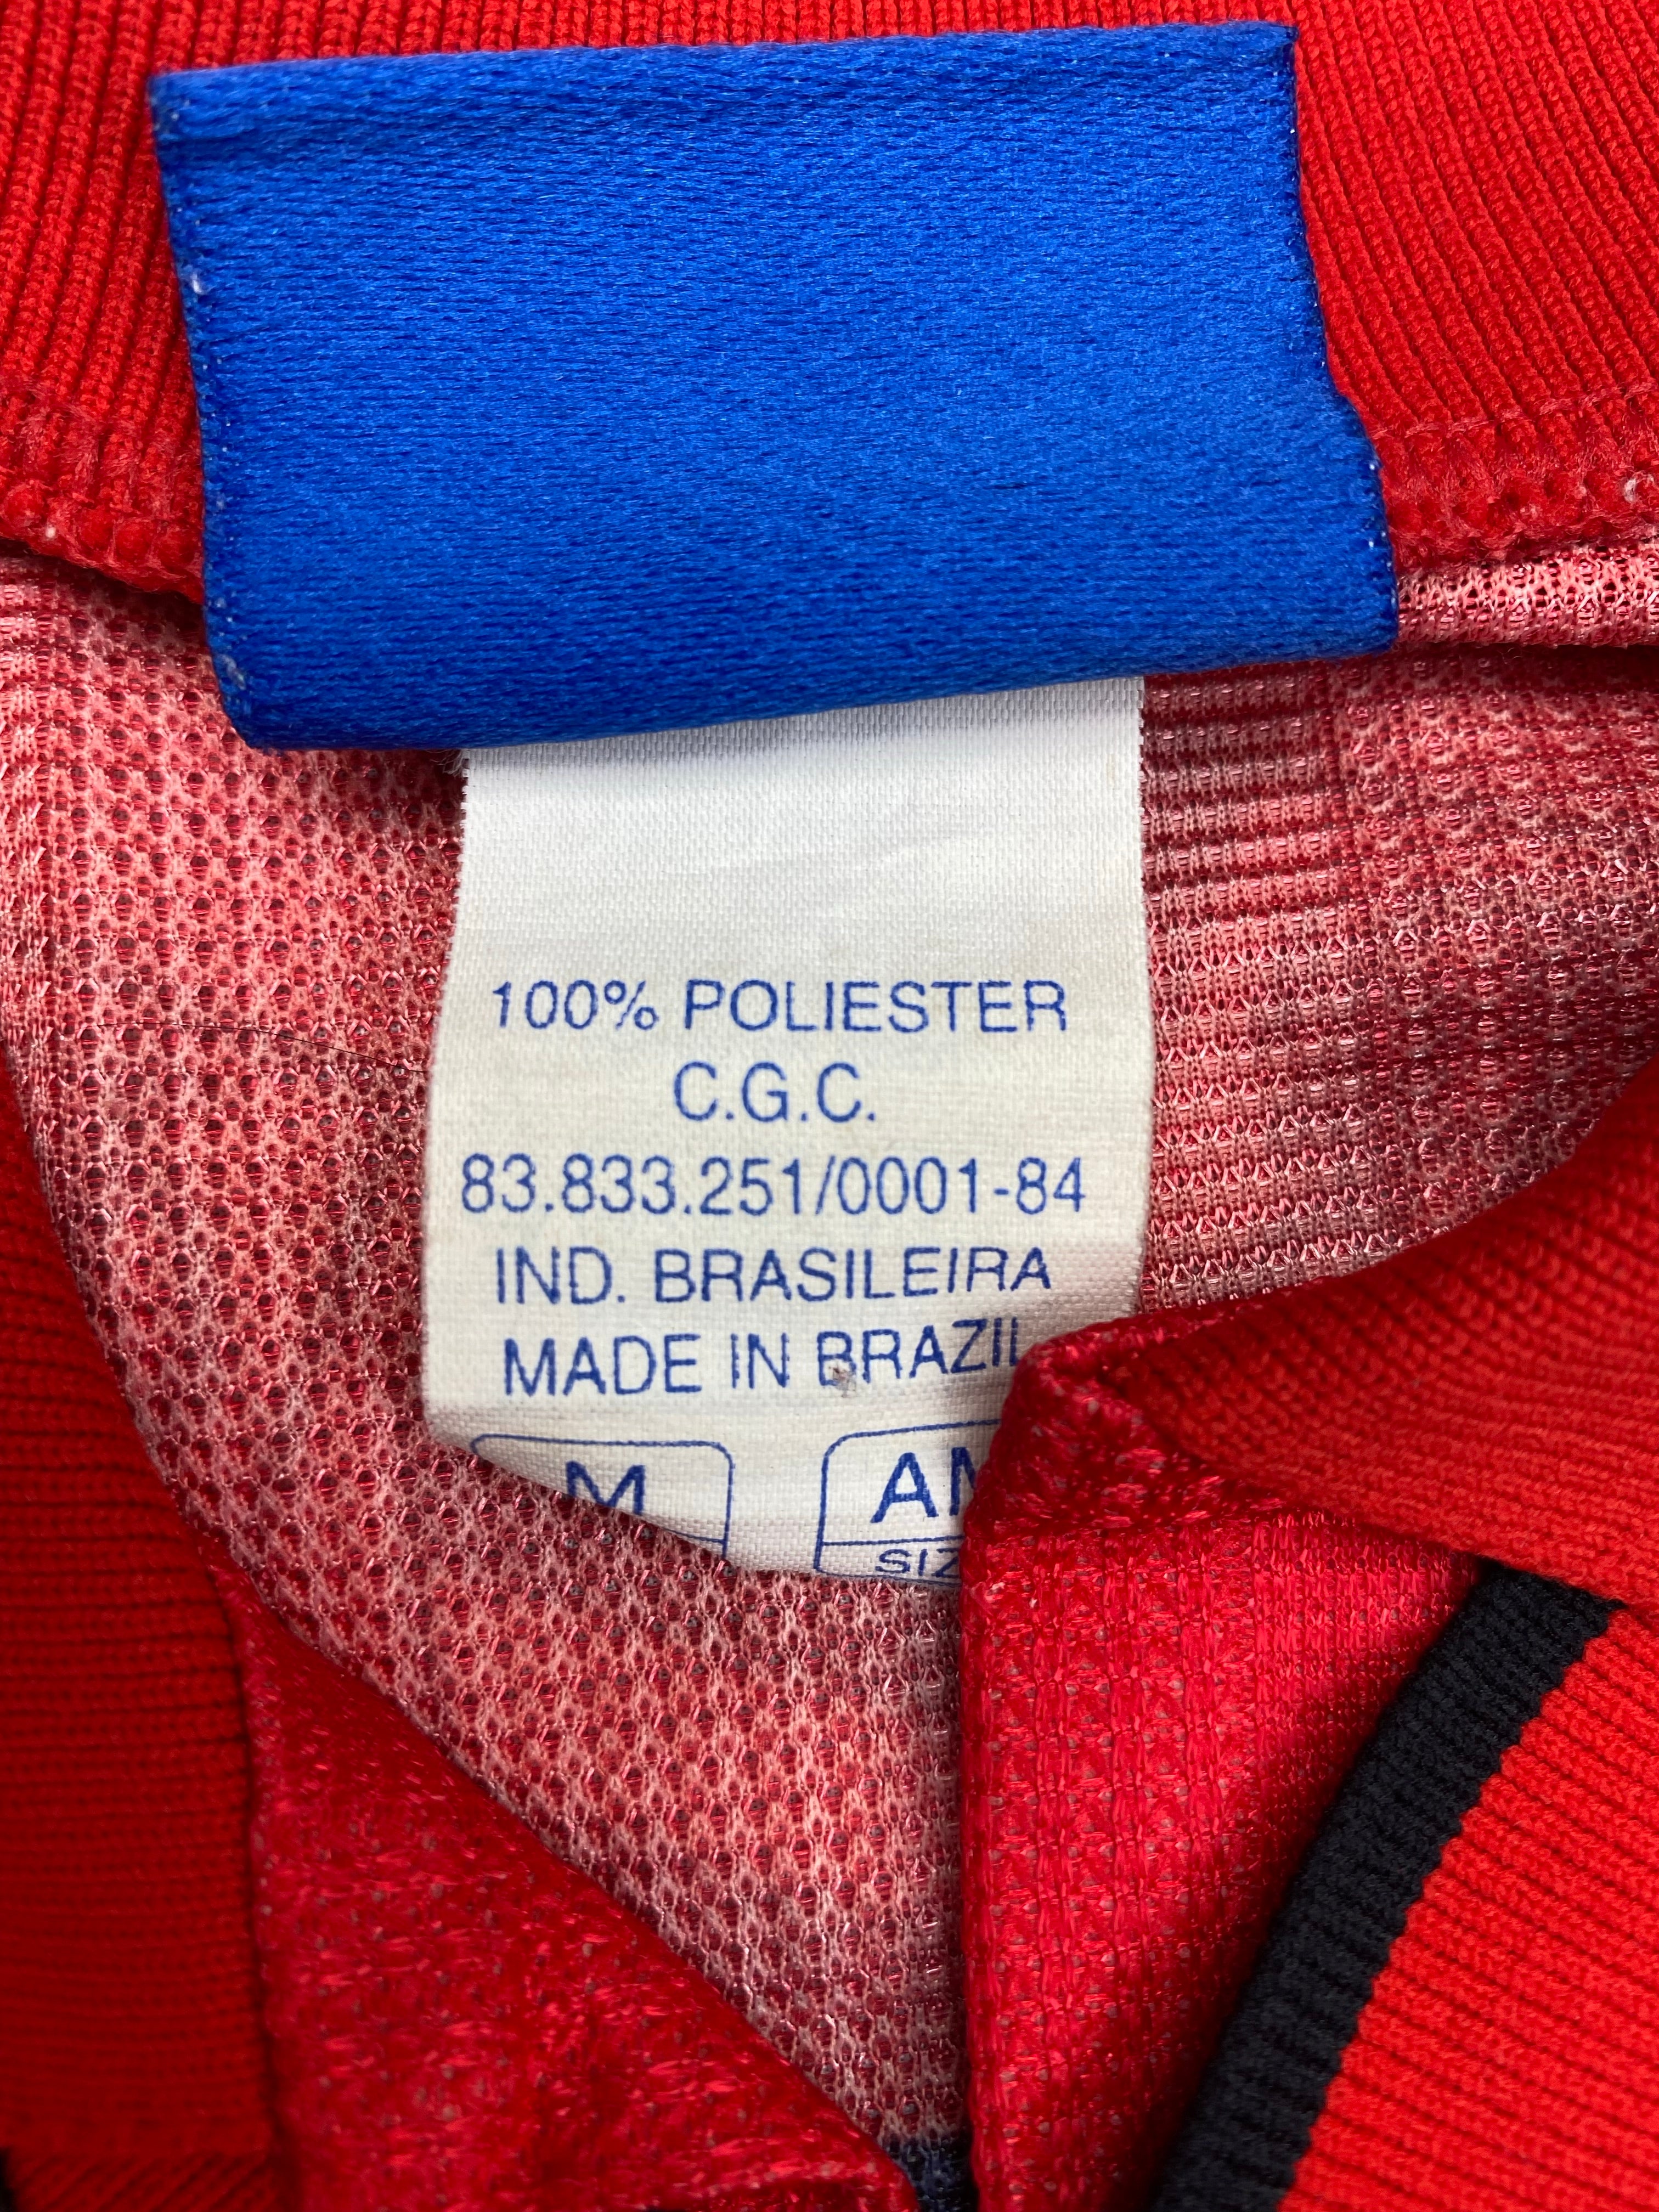 100% POLIESTER
C.G.C.
83.833.251/0001-84
IND. BRASILEIRA
MADE IN BRAZIL
M